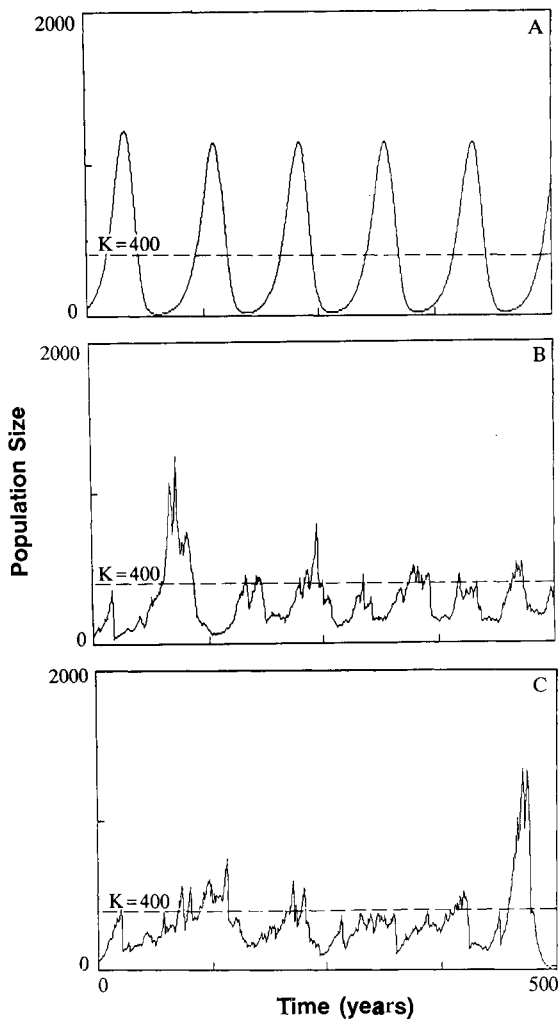 2000
A
K = 400
0
2000
B
K = 400
0
2000
C
K = 400
0
0
500
Population Size
Time (years)